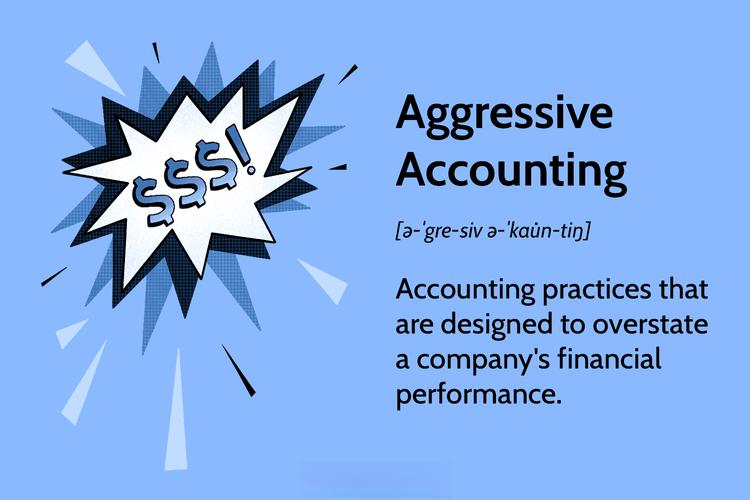 $$$!
Aggressive
Accounting
[ə-ˈgre-siv ə-ˈkau̇n-tiŋ]
Accounting practices that
are designed to overstate
a company's financial
performance.